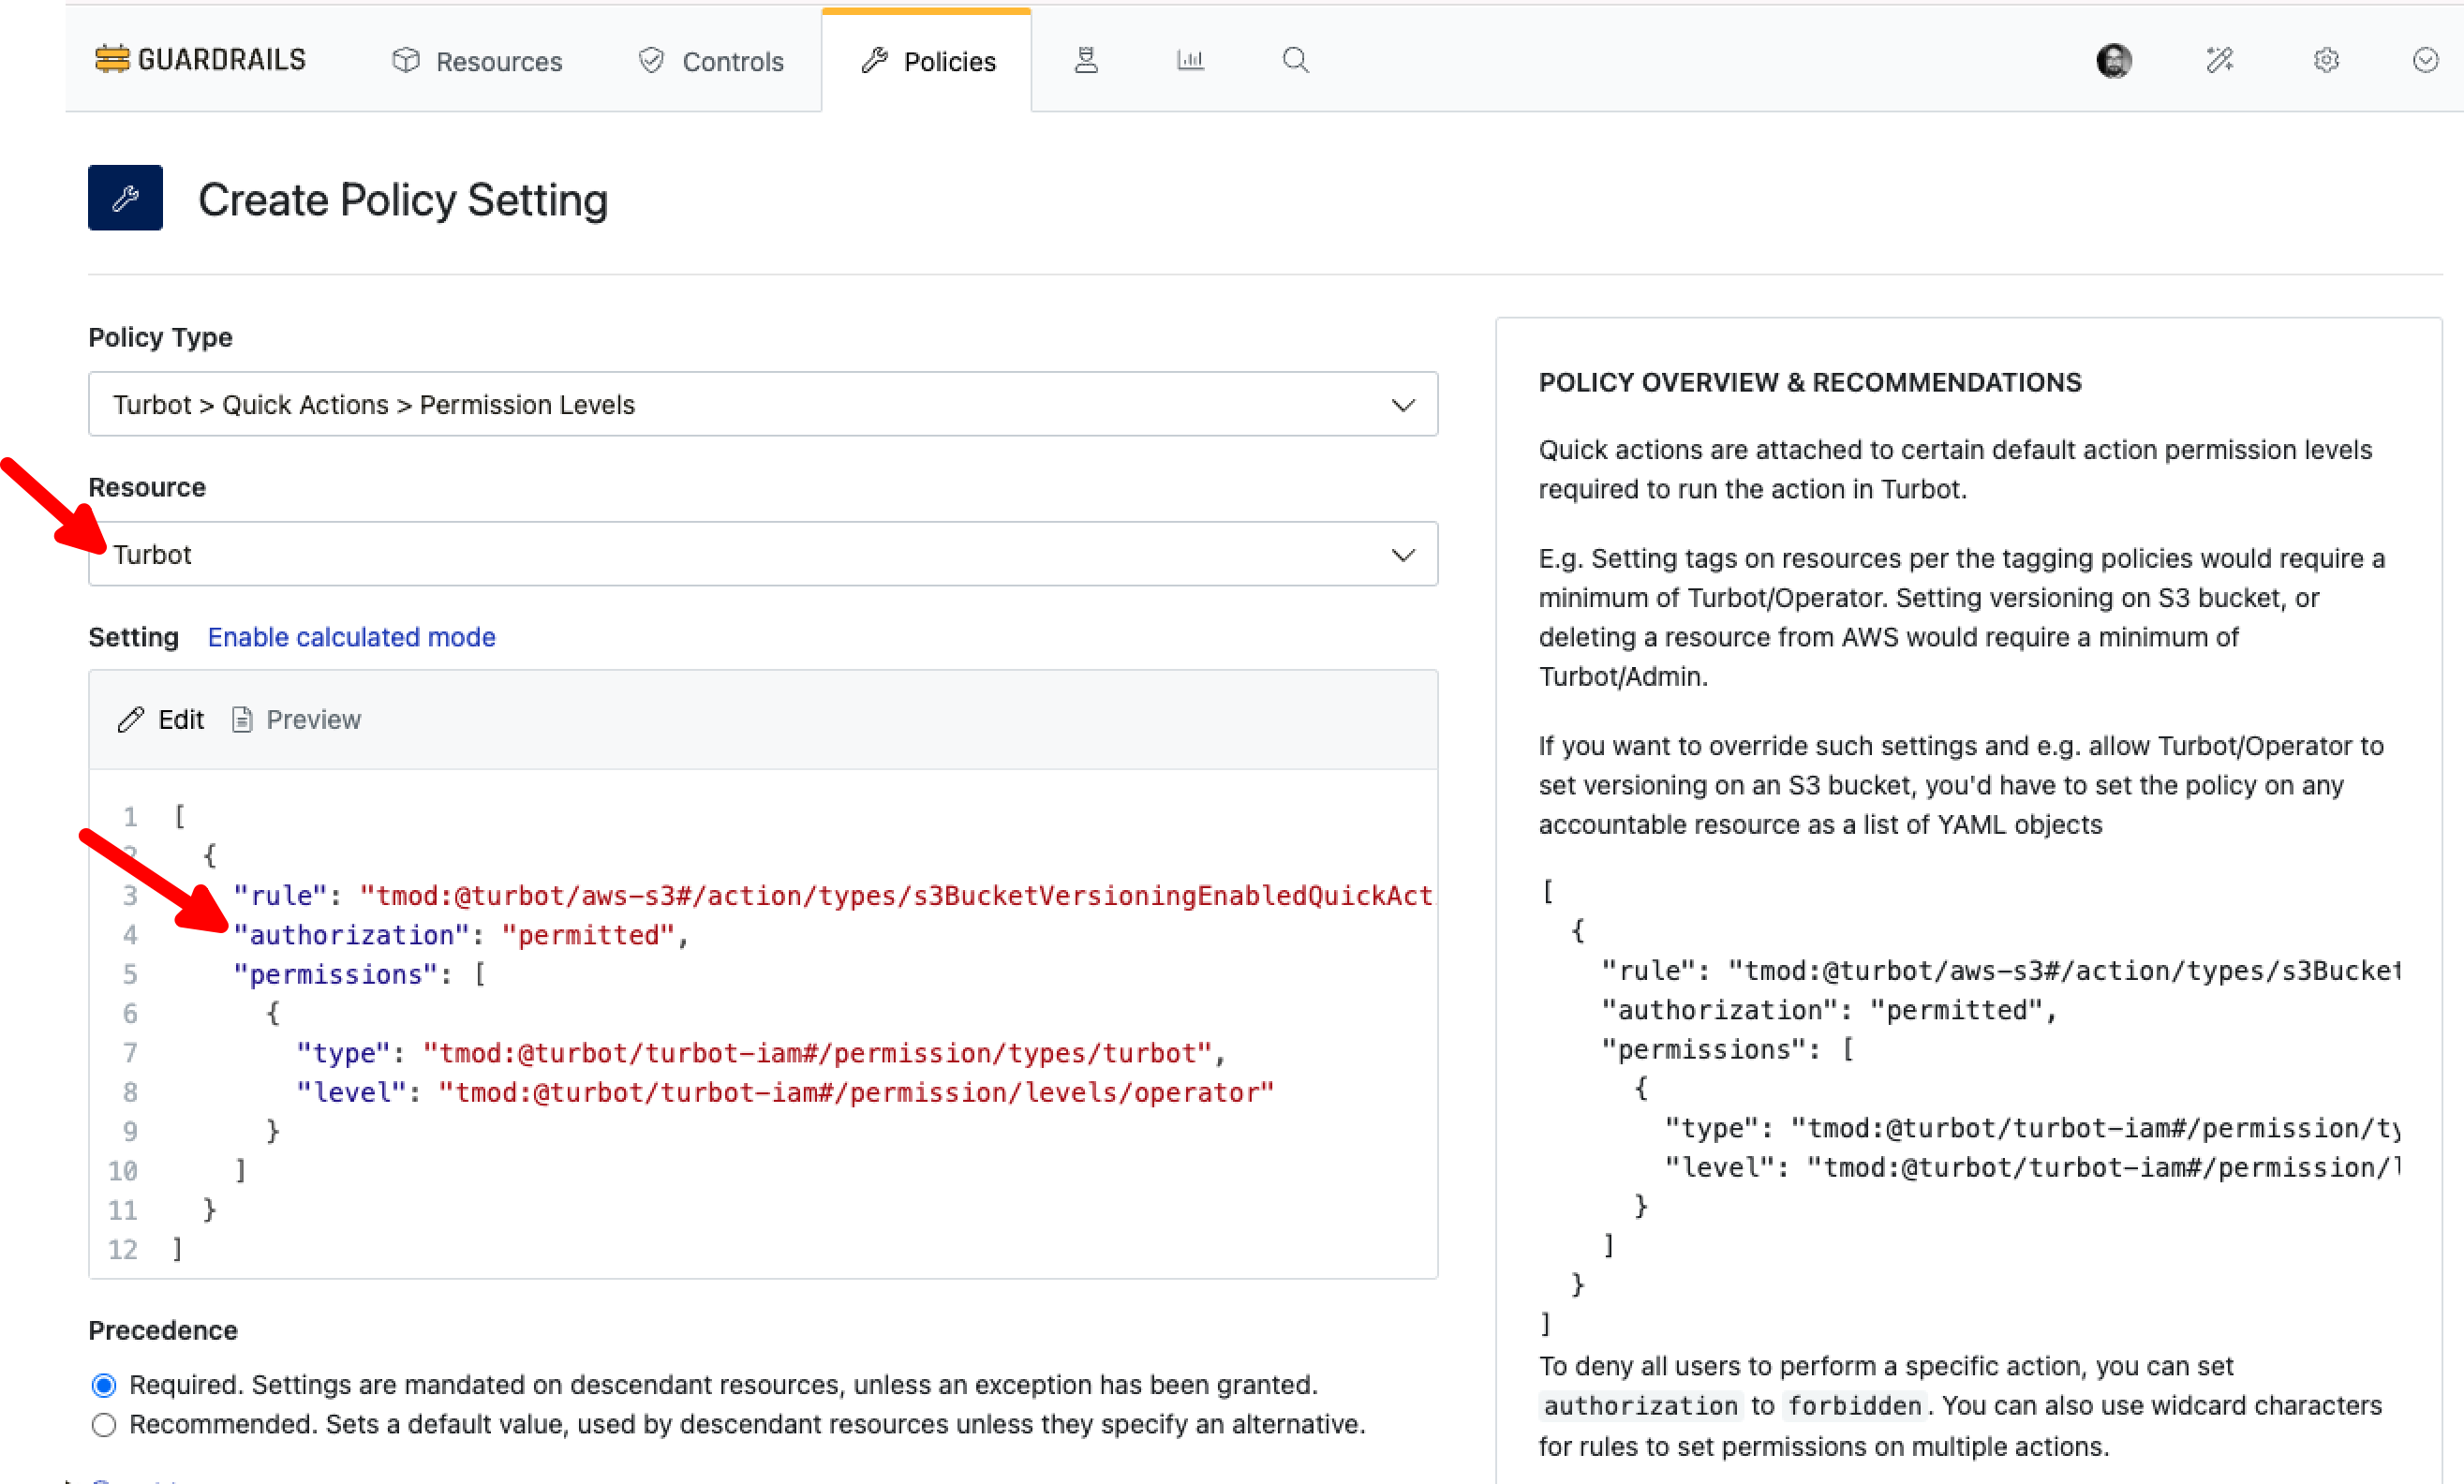 GUARDRAILS
Resources
Controls
Policies
Create Policy Setting
Policy Type
Turbot > Quick Actions > Permission Levels
Resource
Turbot
Setting Enable calculated mode
Edit Preview
1 [
2 {
3 "rule": "tmod:@turbot/aws-s3#/action/types/s3BucketVersioningEnabledQuickAct
4 "authorization": "permitted",
5 "permissions": [
6 {
7 "type": "tmod:@turbot/turbot-iam#/permission/types/turbot",
8 "level": "tmod:@turbot/turbot-iam#/permission/levels/operator"
9 }
10 ]
11 }
12 ]
Precedence
Required. Settings are mandated on descendant resources, unless an exception has been granted.
Recommended. Sets a default value, used by descendant resources unless they specify an alternative.
POLICY OVERVIEW & RECOMMENDATIONS
Quick actions are attached to certain default action permission levels
required to run the action in Turbot.
E.g. Setting tags on resources per the tagging policies would require a
minimum of Turbot/Operator. Setting versioning on S3 bucket, or
deleting a resource from AWS would require a minimum of
Turbot/Admin.
If you want to override such settings and e.g. allow Turbot/Operator to
set versioning on an S3 bucket, you'd have to set the policy on any
accountable resource as a list of YAML objects
[
{
"rule": "tmod:@turbot/aws-s3#/action/types/s3Bucket
"authorization": "permitted",
"permissions": [
{
"type": "tmod:@turbot/turbot-iam#/permission/ty
"level": "tmod:@turbot/turbot-iam#/permission/l
}
]
}
]
To deny all users to perform a specific action, you can set
authorization to forbidden. You can also use widcard characters
for rules to set permissions on multiple actions.